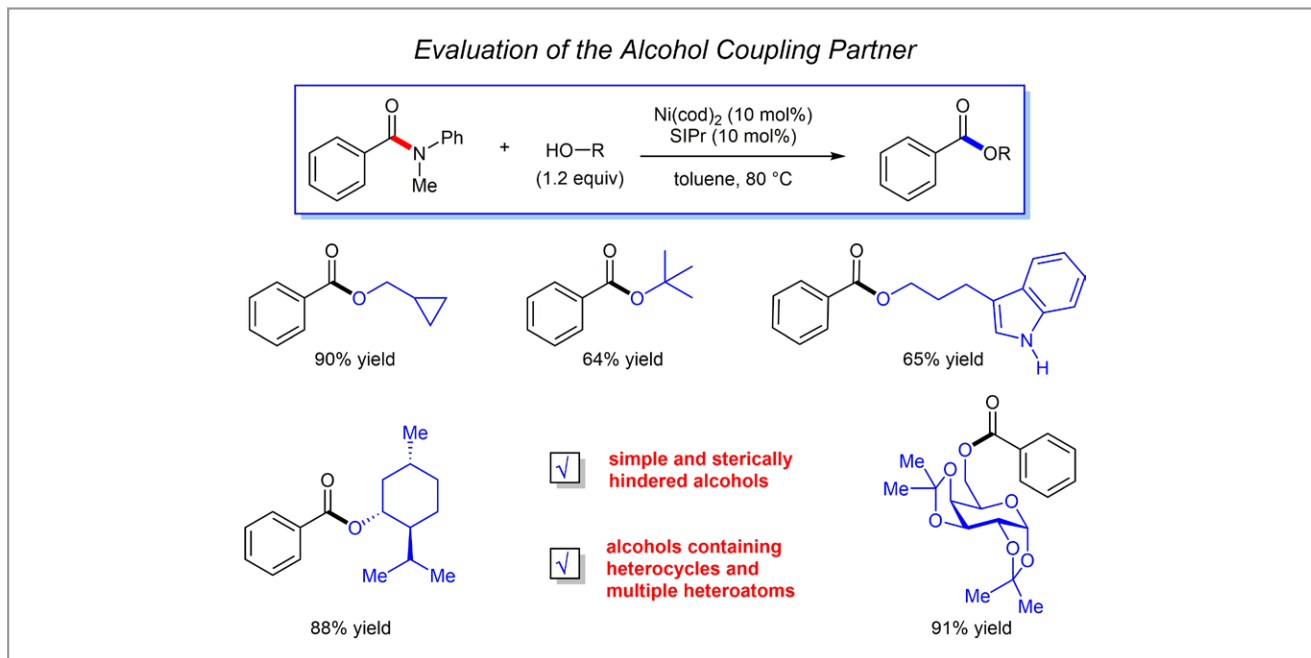 Evaluation of the Alcohol Coupling Partner
O
N
Ph
Me
+
HO—R
(1.2 equiv)
Ni(cod)2 (10 mol%)
SIPr (10 mol%)
toluene, 80 °C
O
OR
O
O
90% yield
O
O
64% yield
O
O
N
H
65% yield
O
O
Me
Me
Me
88% yield
√ simple and sterically
hindered alcohols
√ alcohols containing
heterocycles and
multiple heteroatoms
O
O
Me
Me
O
O
O
O
O
Me
Me
91% yield